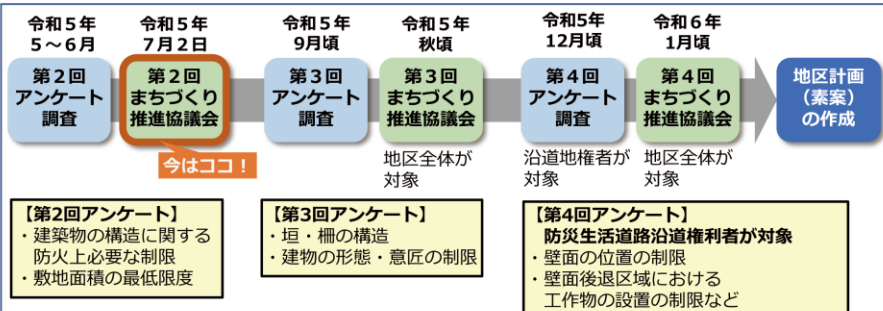 令和５年
５～６月
令和５年
７月２日
令和５年
9月頃
令和５年
秋頃
令和5年
12月頃
令和６年
1月頃
第２回
アンケート
調査
第２回
まちづくり
推進協議会
第３回
アンケート
調査
第３回
まちづくり
推進協議会
第４回
アンケート
調査
第４回
まちづくり
推進協議会
地区計画
（素案）
の作成
今はココ！
地区全体が
対象
沿道地権者が
対象
地区全体が
対象
【第2回アンケート】
・建築物の構造に関する
防火上必要な制限
・敷地面積の最低限度
【第3回アンケート】
・垣・柵の構造
・建物の形態・意匠の制限
【第4回アンケート】
防災生活道路沿道権利者が対象
・壁面の位置の制限
・壁面後退区域における
工作物の設置の制限など